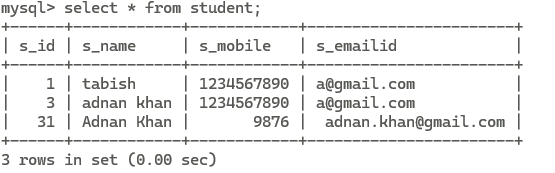 mysql> select * from student;
+------+------------+------------+-----------------------+
| s_id | s_name     | s_mobile   | s_emailid             |
+------+------------+------------+-----------------------+
|    1 | tabish     | 1234567890 | a@gmail.com           |
|    3 | adnan khan | 1234567890 | a@gmail.com           |
|   31 | Adnan Khan |       9876 |  adnan.khan@gmail.com |
+------+------------+------------+-----------------------+
3 rows in set (0.00 sec)